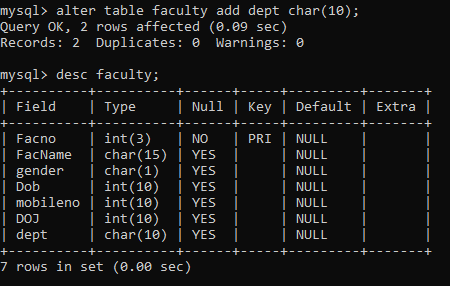 mysql> alter table faculty add dept char(10);
Query OK, 2 rows affected (0.09 sec)
Records: 2  Duplicates: 0  Warnings: 0

mysql> desc faculty;
+----------+----------+------+-----+---------+-------+
| Field    | Type     | Null | Key | Default | Extra |
+----------+----------+------+-----+---------+-------+
| Facno    | int(3)   | NO   | PRI | NULL    |       |
| FacName  | char(15) | YES  |     | NULL    |       |
| gender   | char(1)  | YES  |     | NULL    |       |
| Dob      | int(10)  | YES  |     | NULL    |       |
| mobileno | int(10)  | YES  |     | NULL    |       |
| DOJ      | int(10)  | YES  |     | NULL    |       |
| dept     | char(10) | YES  |     | NULL    |       |
+----------+----------+------+-----+---------+-------+
7 rows in set (0.00 sec)